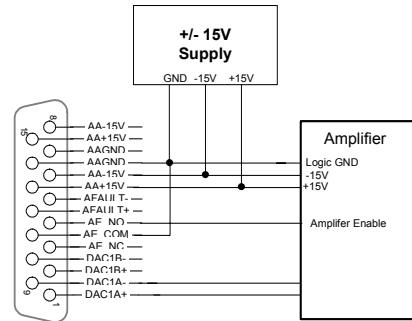 +/- 15V
Supply
GND -15V +15V
8
15
AA-15V
AA+15V
AAGND
AAGND
AA-15V
AA+15V
AFAULT-
AFAULT+
AE_NO
AE_COM
AE_NC
DAC1B-
DAC1B+
DAC1A-
DAC1A+
9
1
Amplifier
Logic GND
-15V
+15V
Amplifer Enable